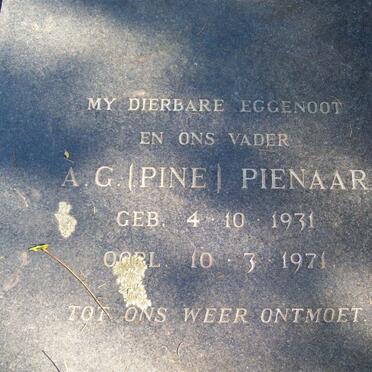 MY DIERBARE EGGENOOT
EN ONS VADER
A.G. (PINE) PIENAAR
GEB. 4·10·1931
OORL. 10·3·1971
TOT ONS WEER ONTMOET.